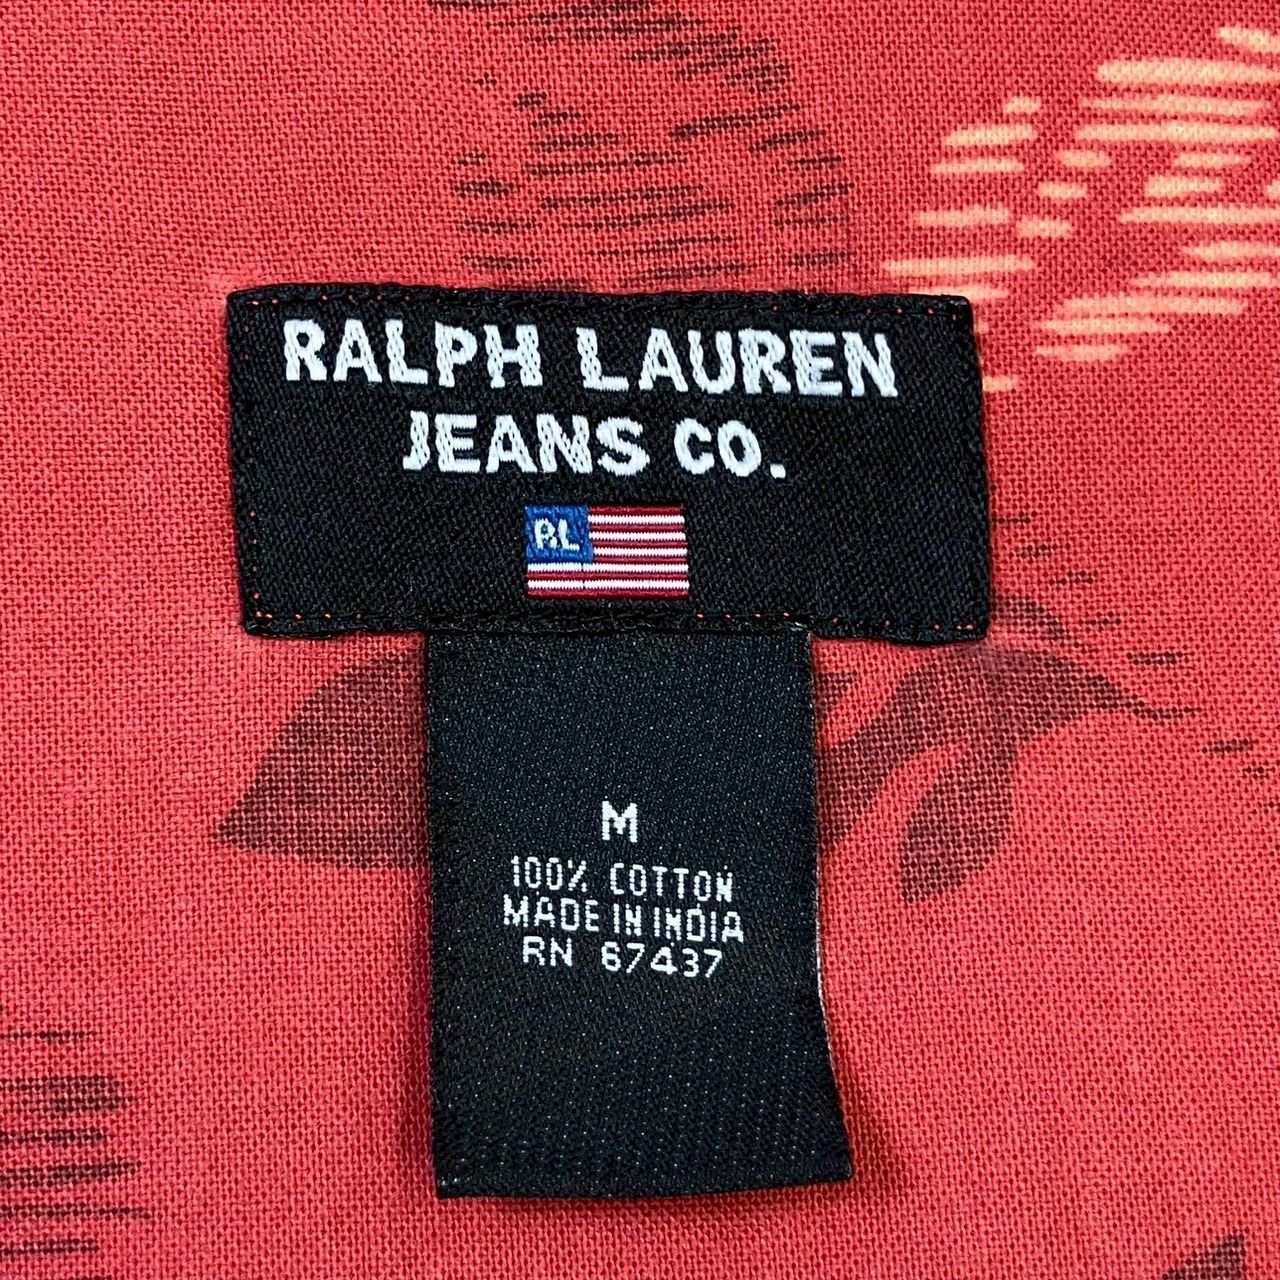 RALPH LAUREN
JEANS CO.
RL
M
100% COTTON
MADE IN INDIA
RN 67437